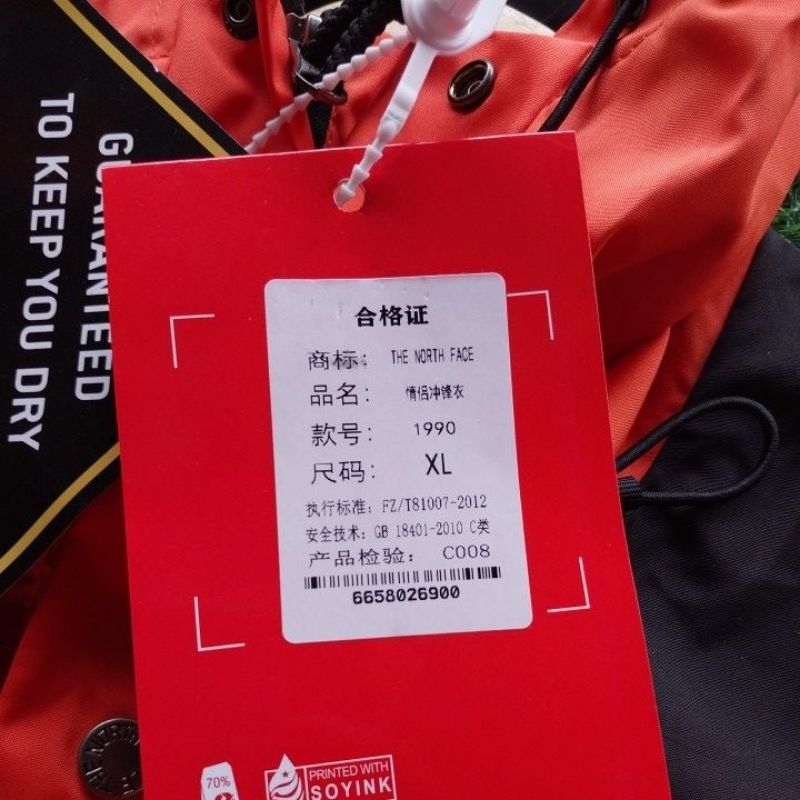 GUARANTEED
TO KEEP YOU DRY
合格证
商标： THE NORTH FACE
品名： 情侣冲锋衣
款号： 1990
尺码： XL
执行标准： FZ/T81007-2012
安全技术： GB 18401-2010 C类
产品检验： C008
6658026900
70%
PRINTED WITH
SOYINK